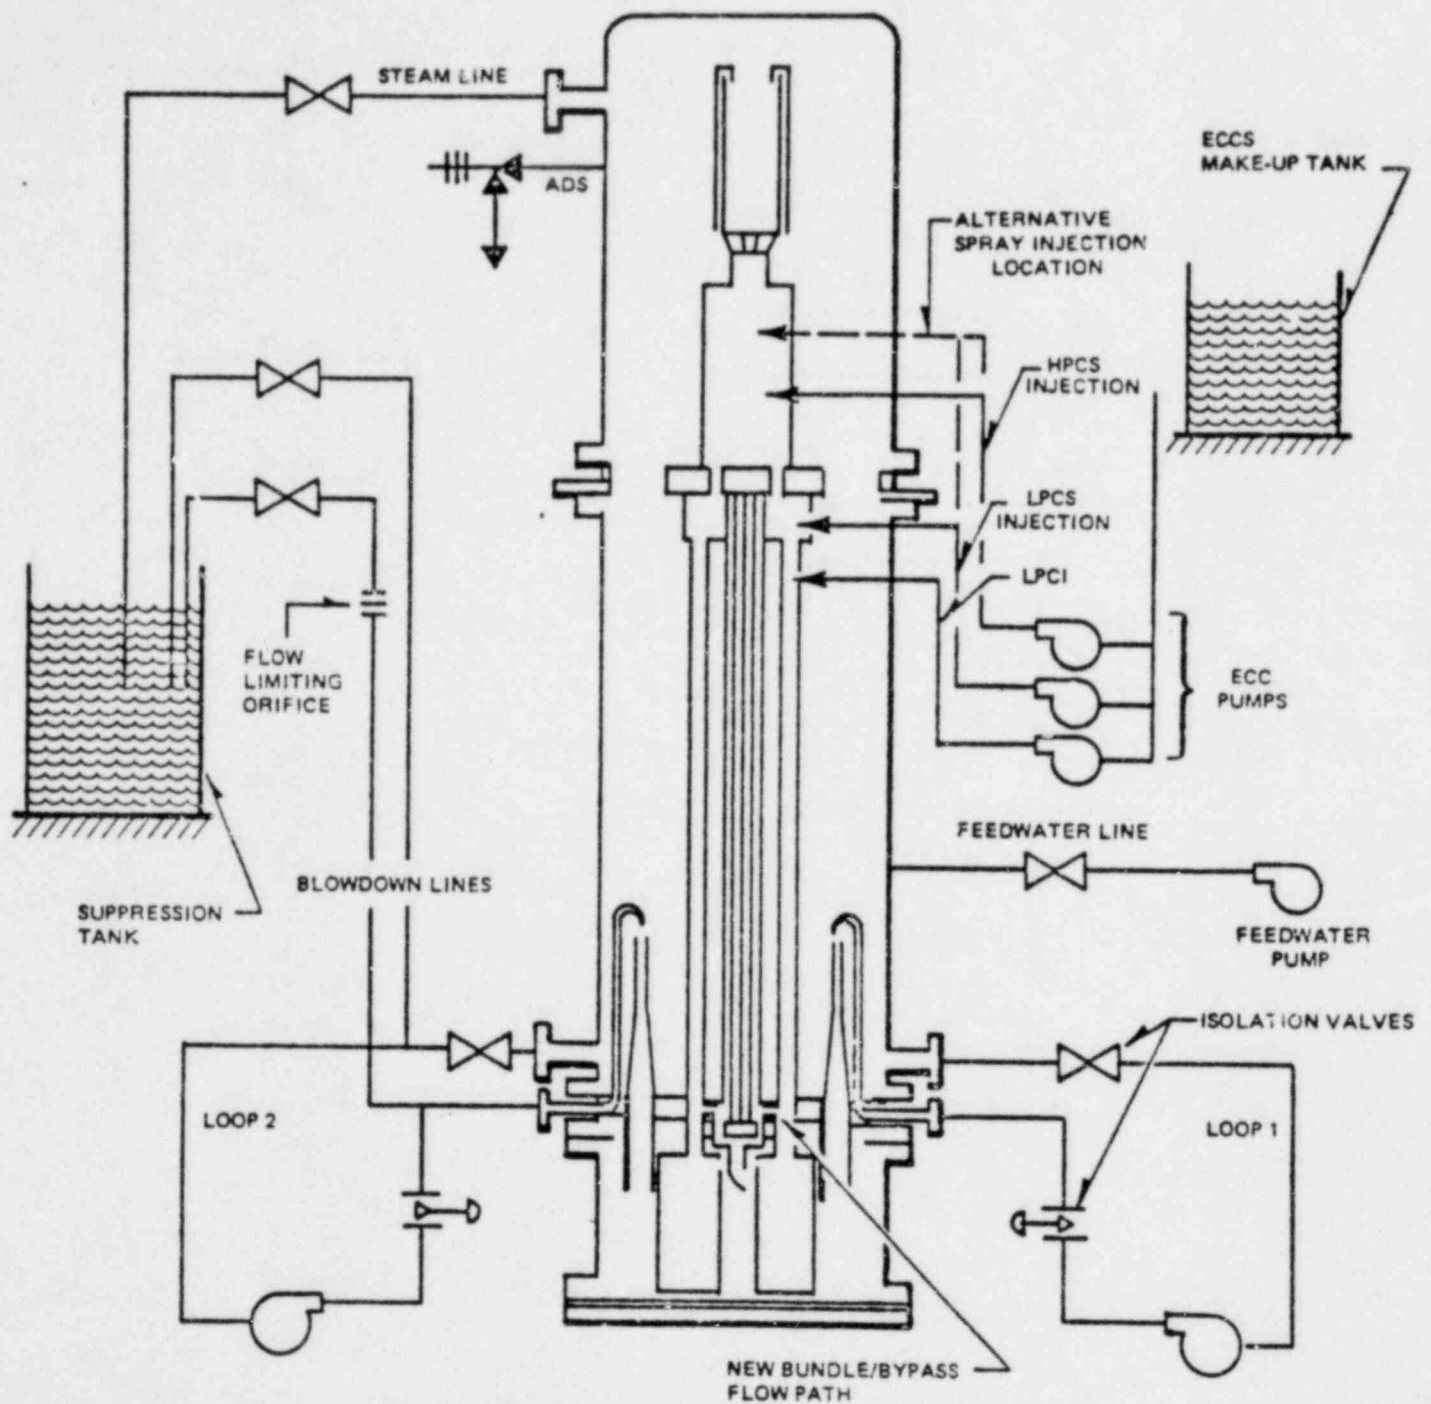 STEAM LINE
ADS
ECCS
MAKE-UP TANK
ALTERNATIVE
SPRAY INJECTION
LOCATION
HPCS
INJECTION
LPCS
INJECTION
LPCI
ECC
PUMPS
FLOW
LIMITING
ORIFICE
FEEDWATER LINE
FEEDWATER
PUMP
BLOWDOWN LINES
SUPPRESSION
TANK
ISOLATION VALVES
LOOP 2
LOOP 1
NEW BUNDLE/BYPASS
FLOW PATH